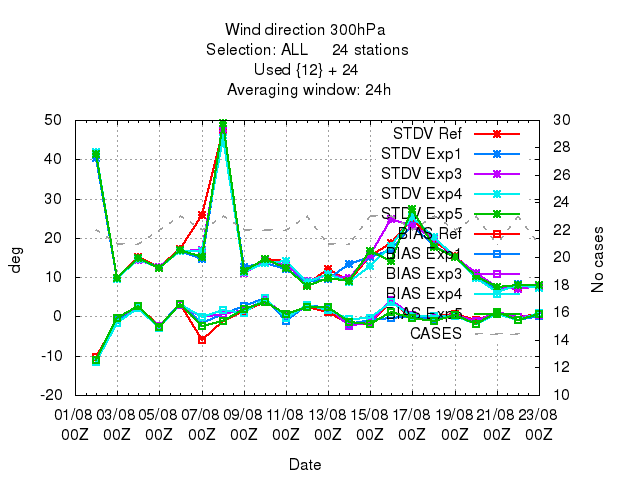 Wind direction 300hPa
Selection: ALL 24 stations
Used {12} + 24
Averaging window: 24h
50
40
30
20
10
0
-10
-20
deg
30
28
26
24
22
20
18
16
14
12
10
No cases
STDV Ref
STDV Exp1
STDV Exp3
STDV Exp4
STDV Exp5
BIAS Ref
BIAS Exp1
BIAS Exp3
BIAS Exp4
BIAS Exp5
CASES
01/08 03/08 05/08 07/08 09/08 11/08 13/08 15/08 17/08 19/08 21/08 23/08
00Z 00Z 00Z 00Z 00Z 00Z 00Z 00Z 00Z 00Z 00Z 00Z
Date